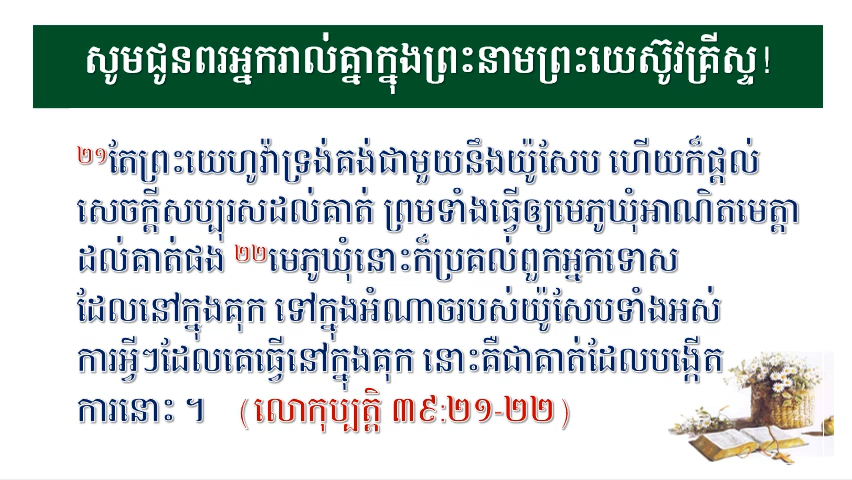 សូមជូនពរអ្នករាល់គ្នាក្នុងព្រះនាមព្រះយេស៊ូវគ្រីស្ទ!
២១តែព្រះយេហូវ៉ាទ្រង់គង់ជាមួយនឹងយ៉ូសែប ហើយក៏ផ្តល់
សេចក្តីសប្បុរសដល់គាត់ ព្រមទាំងធ្វើឲ្យមេភូឃុំអាណិតមេត្តា
ដល់គាត់ផង ២២មេភូឃុំនោះក៏ប្រគល់ពួកអ្នកទោស
ដែលនៅក្នុងគុក ទៅក្នុងអំណាចរបស់យ៉ូសែបទាំងអស់
ការអ្វីៗដែលគេធ្វើនៅក្នុងគុក នោះគឺជាគាត់ដែលបង្កើត
ការនោះ ។ (លោកុប្បត្តិ ៣៩:២១-២២)